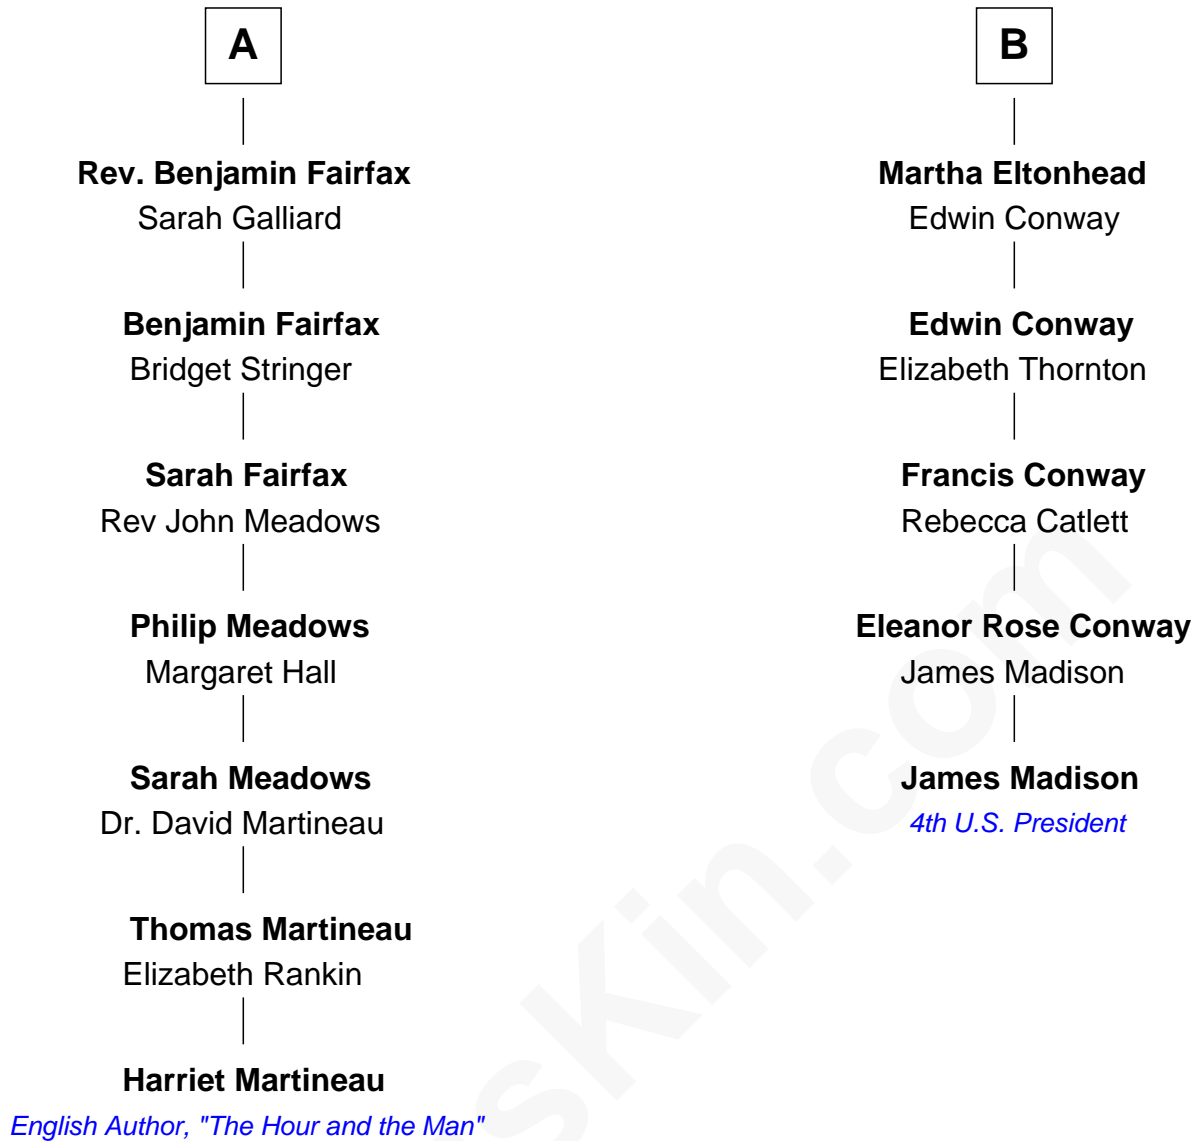 A
Rev. Benjamin Fairfax
Sarah Galliard
Benjamin Fairfax
Bridget Stringer
Sarah Fairfax
Rev John Meadows
Philip Meadows
Margaret Hall
Sarah Meadows
Dr. David Martineau
Thomas Martineau
Elizabeth Rankin
Harriet Martineau
English Author, "The Hour and the Man"
B
Martha Eltonhead
Edwin Conway
Edwin Conway
Elizabeth Thornton
Francis Conway
Rebecca Catlett
Eleanor Rose Conway
James Madison
James Madison
4th U.S. President
sKin.com